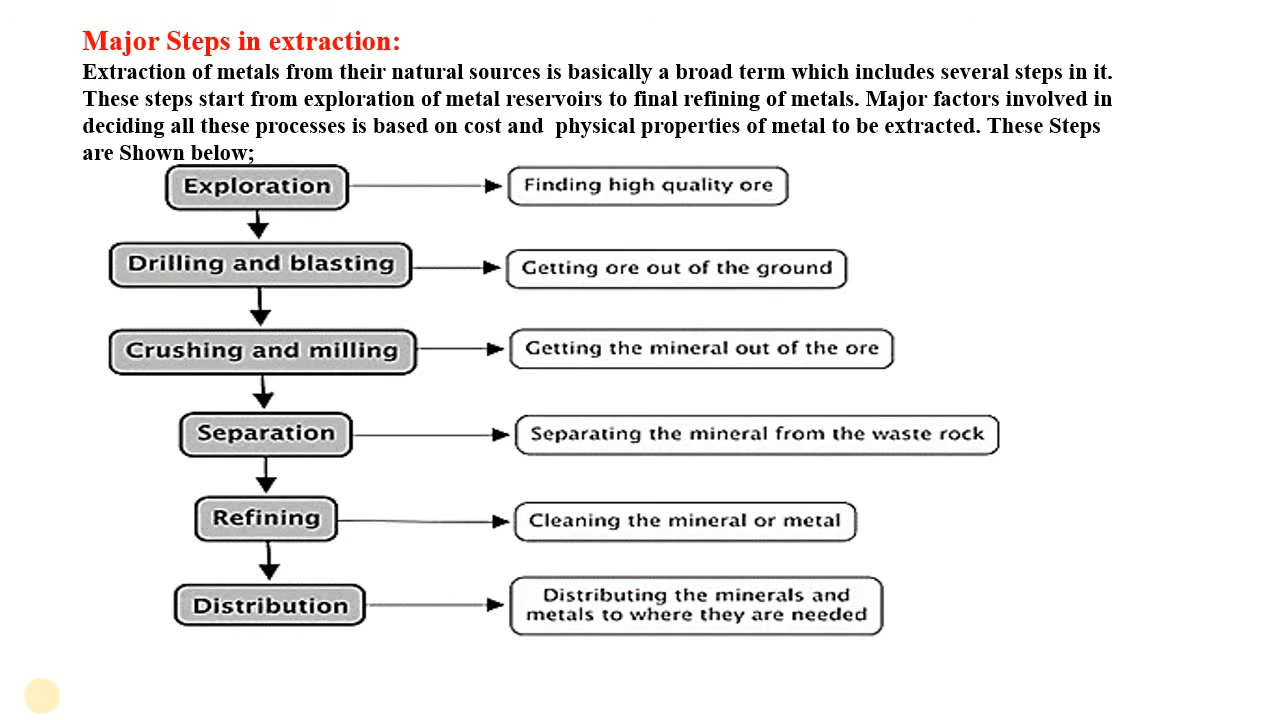 Major Steps in extraction:
Extraction of metals from their natural sources is basically a broad term which includes several steps in it.
These steps start from exploration of metal reservoirs to final refining of metals. Major factors involved in
deciding all these processes is based on cost and  physical properties of metal to be extracted. These Steps
are Shown below;
Exploration
Finding high quality ore
Drilling and blasting
Getting ore out of the ground
Crushing and milling
Getting the mineral out of the ore
Separation
Separating the mineral from the waste rock
Refining
Cleaning the mineral or metal
Distribution
Distributing the minerals and
metals to where they are needed